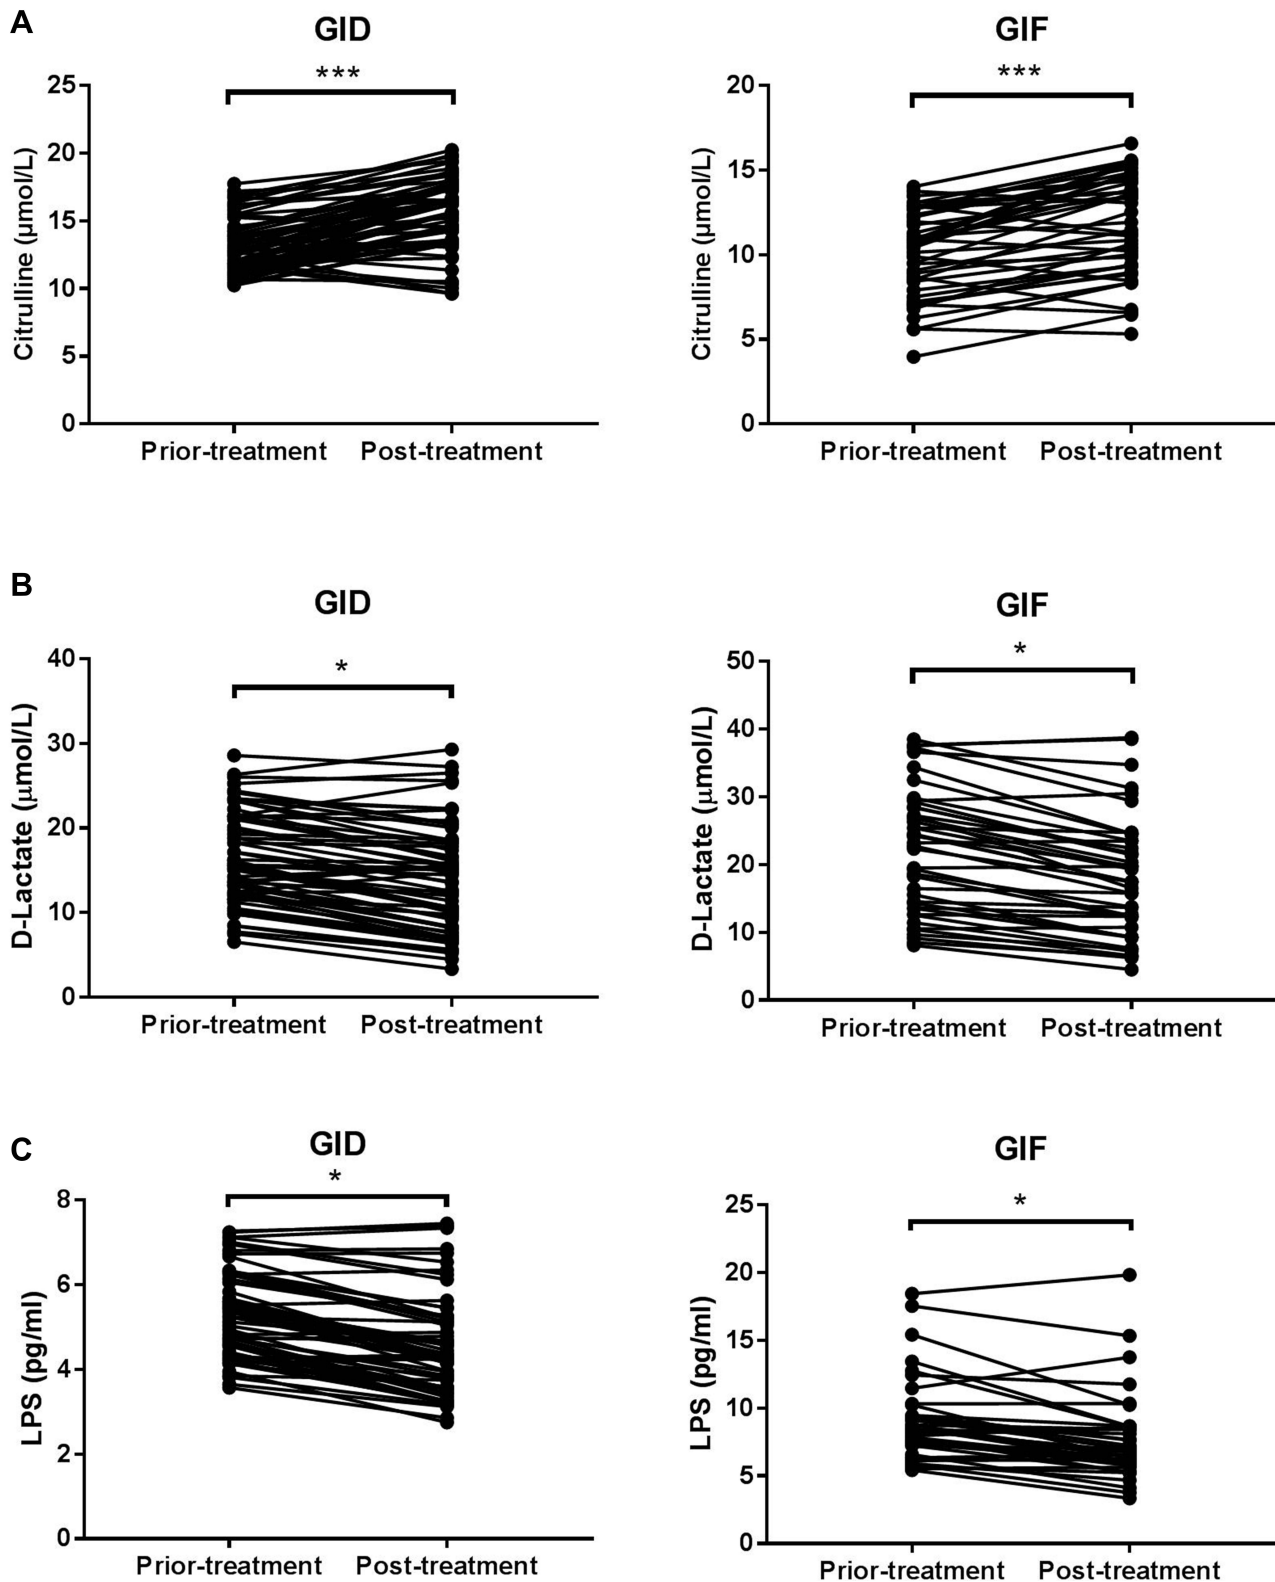 A
GID
GIF
***
***
Citrulline (µmol/L)
25
20
15
10
5
0
Prior-treatment Post-treatment
Citrulline (µmol/L)
20
15
10
5
0
Prior-treatment Post-treatment
B
GID
GIF
*
*
D-Lactate (µmol/L)
40
30
20
10
0
Prior-treatment Post-treatment
D-Lactate (µmol/L)
50
40
30
20
10
0
Prior-treatment Post-treatment
C
GID
GIF
*
*
LPS (pg/ml)
8
6
4
2
0
Prior-treatment Post-treatment
LPS (pg/ml)
25
20
15
10
5
0
Prior-treatment Post-treatment